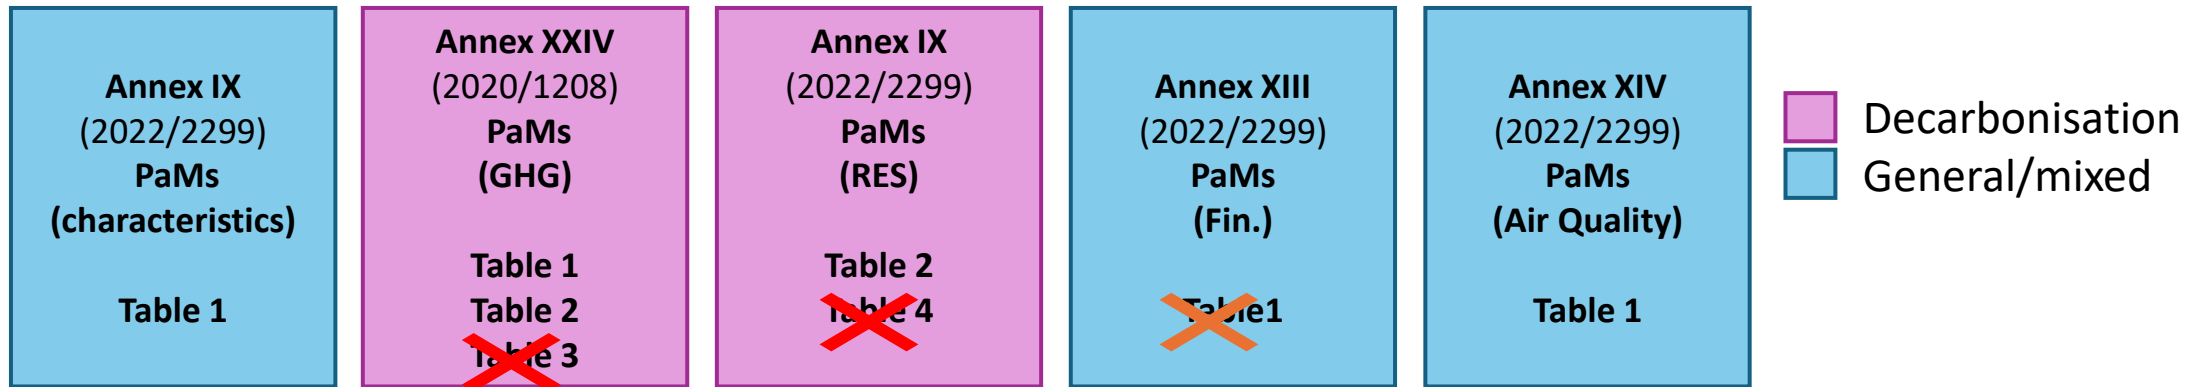 Annex IX
(2022/2299)
PaMs
(characteristics)
Table 1
Annex XXIV
(2020/1208)
PaMs
(GHG)
Table 1
Table 2
Table 3
Annex IX
(2022/2299)
PaMs
(RES)
Table 2
Table 4
Annex XIII
(2022/2299)
PaMs
(Fin.)
Table1
Annex XIV
(2022/2299)
PaMs
(Air Quality)
Table 1
Decarbonisation
General/mixed